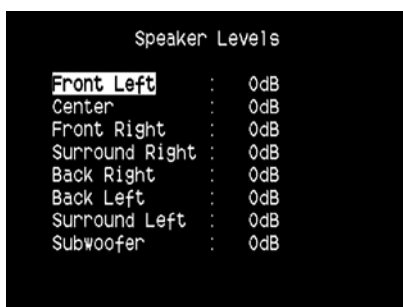 Speaker Levels
Front Left : 0dB
Center : 0dB
Front Right : 0dB
Surround Right : 0dB
Back Right : 0dB
Back Left : 0dB
Surround Left : 0dB
Subwoofer : 0dB